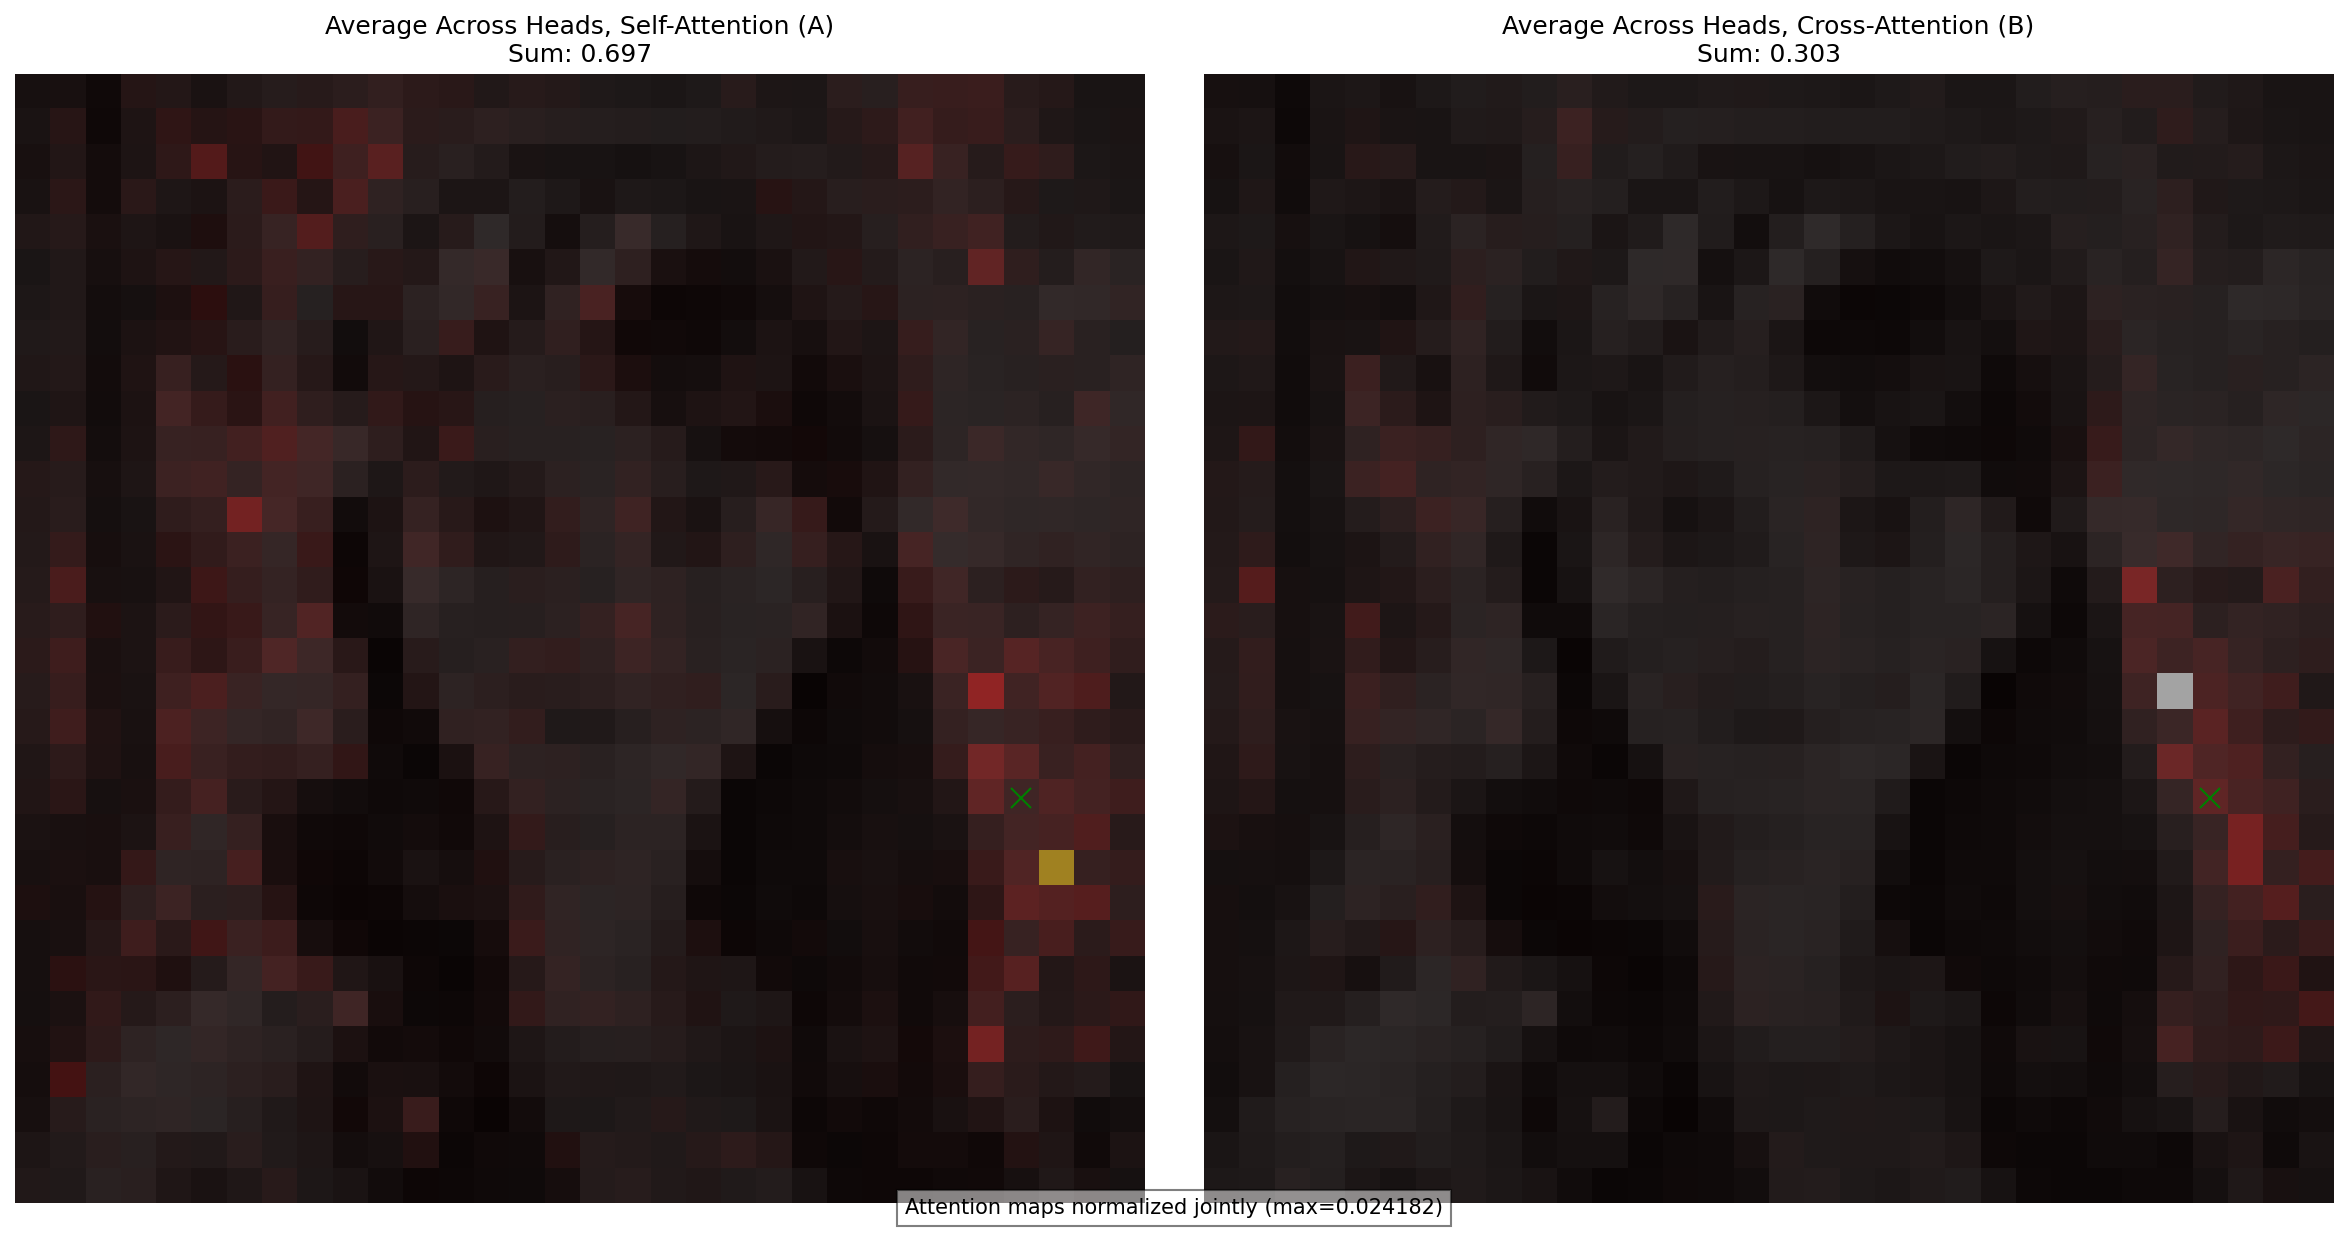 Average Across Heads, Self-Attention (A)
Sum: 0.697
Average Across Heads, Cross-Attention (B)
Sum: 0.303
Attention maps normalized jointly (max=0.024182)